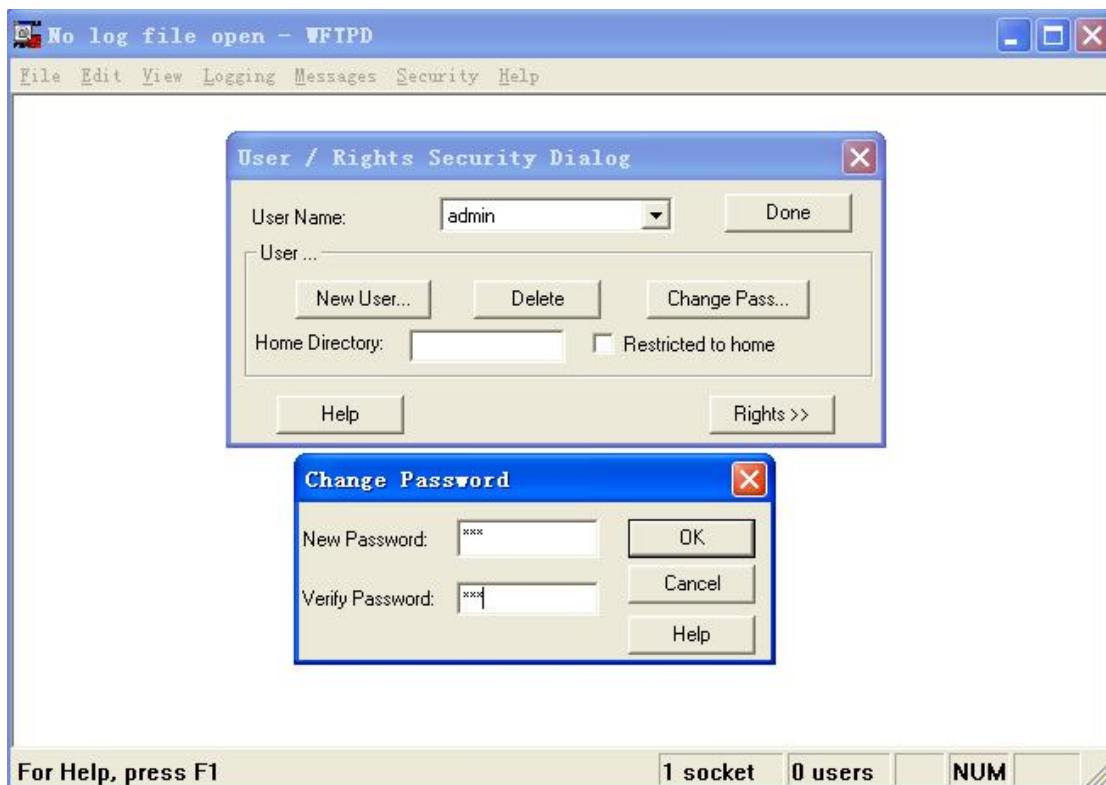 No log file open - WFTPD
File Edit View Logging Messages Security Help
User / Rights Security Dialog
User Name: admin Done
User ...
New User... Delete Change Pass...
Home Directory: Restricted to home
Help Rights >>
Change Password
New Password: *** OK
Cancel
Verify Password: ***
Help
For Help, press F1 1 socket 0 users NUM